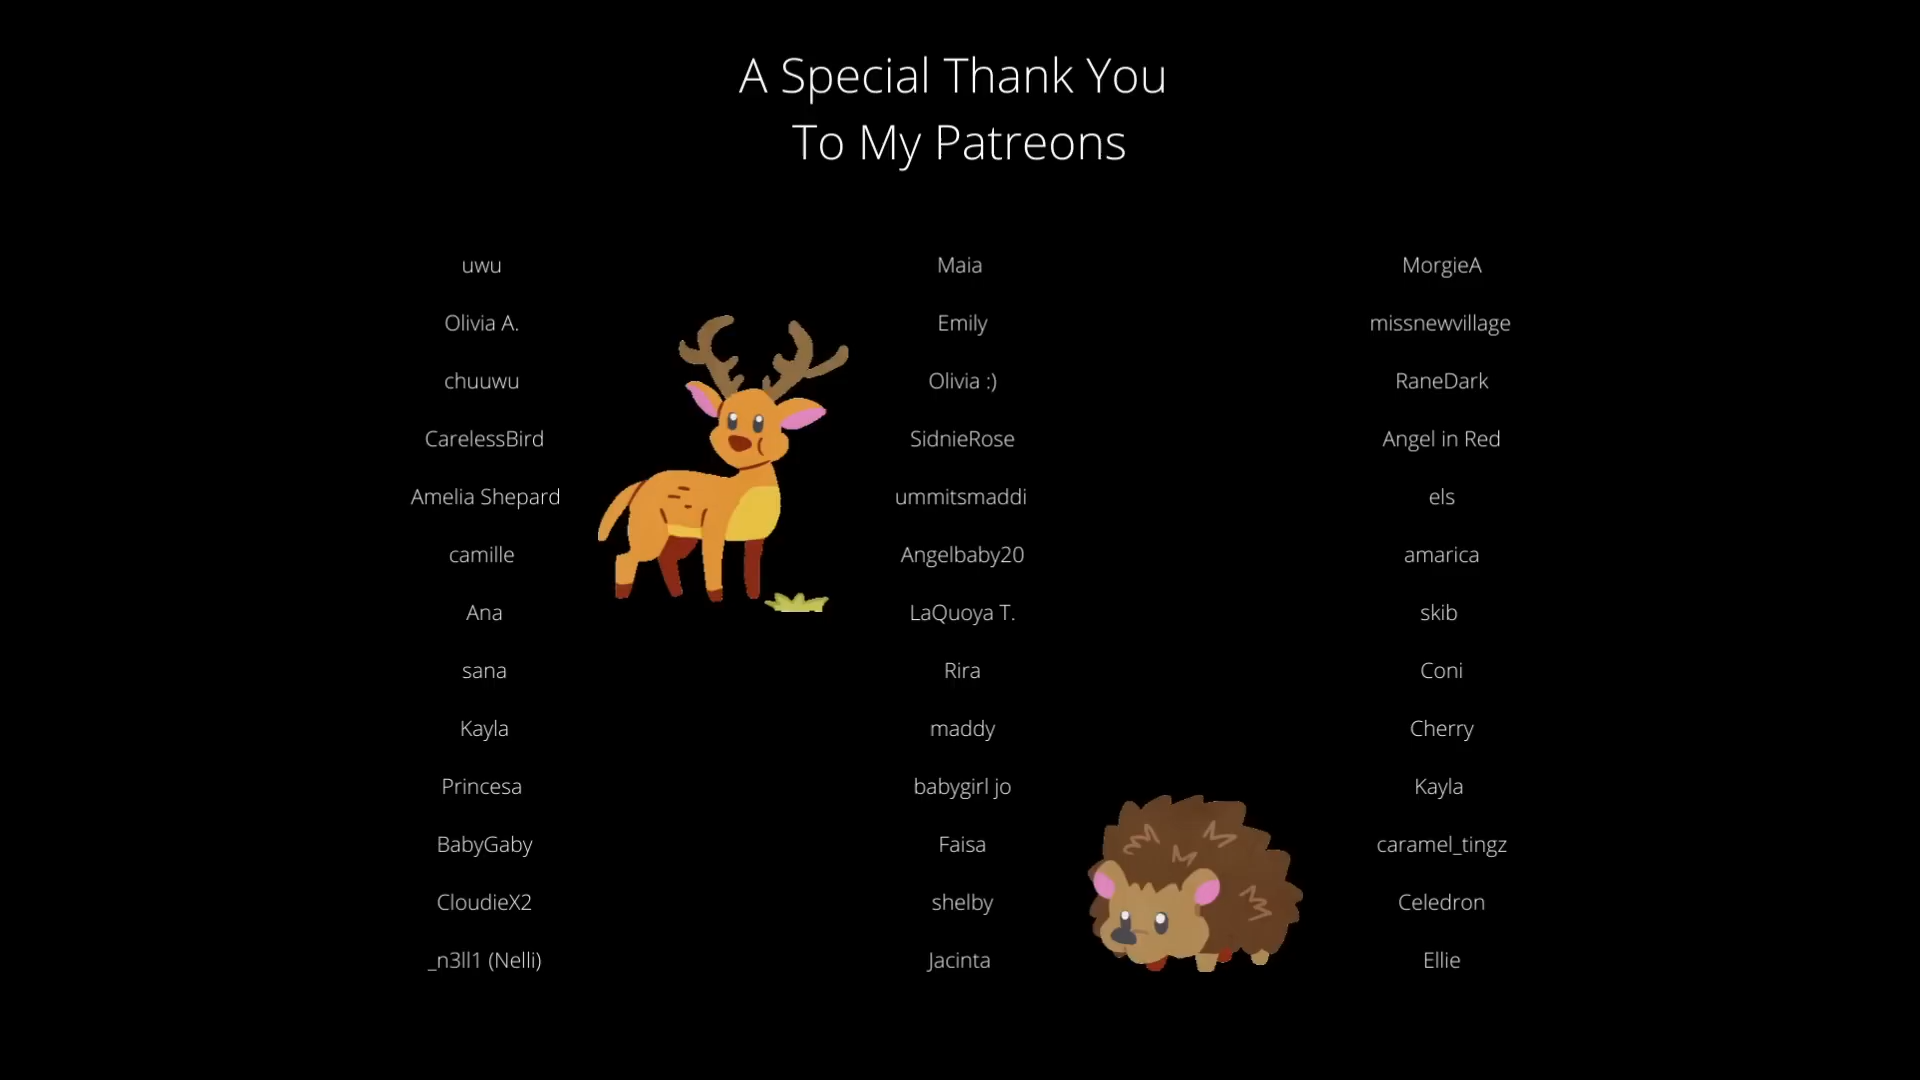 A Special Thank You
To My Patreons
uwu
Olivia A.
chuuwu
CarelessBird
Amelia Shepard
camille
Ana
sana
Kayla
Princesa
BabyGaby
CloudieX2
_n3ll1 (Nelli)
Maia
Emily
Olivia :)
SidnieRose
ummitsmaddi
Angelbaby20
LaQuoya T.
Rira
maddy
babygirl jo
Faisa
shelby
Jacinta
MorgieA
missnewvillage
RaneDark
Angel in Red
els
amarica
skib
Coni
Cherry
Kayla
caramel_tingz
Celedron
Ellie